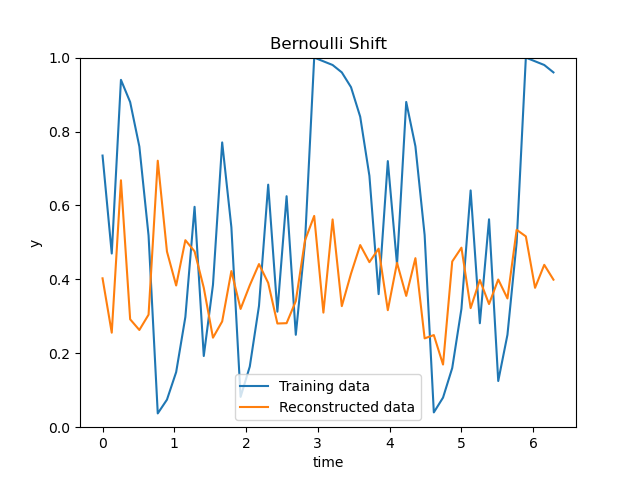 Bernoulli Shift
1.0
0.8
0.6
0.4
0.2
0.0
y
Training data
Reconstructed data
0 1 2 3 4 5 6
time